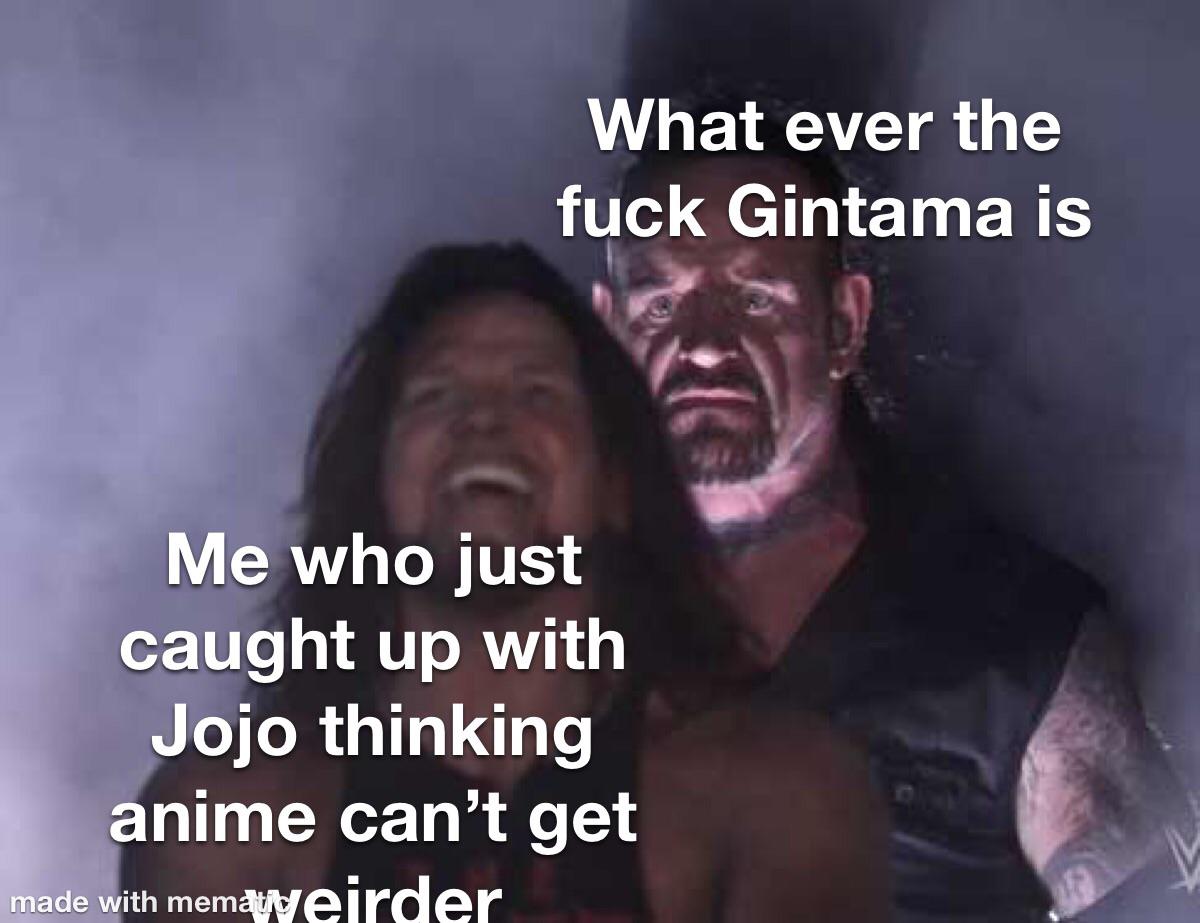 What ever the
fuck Gintama is
Me who just
caught up with
Jojo thinking
anime can’t get
weirder
made with mematic